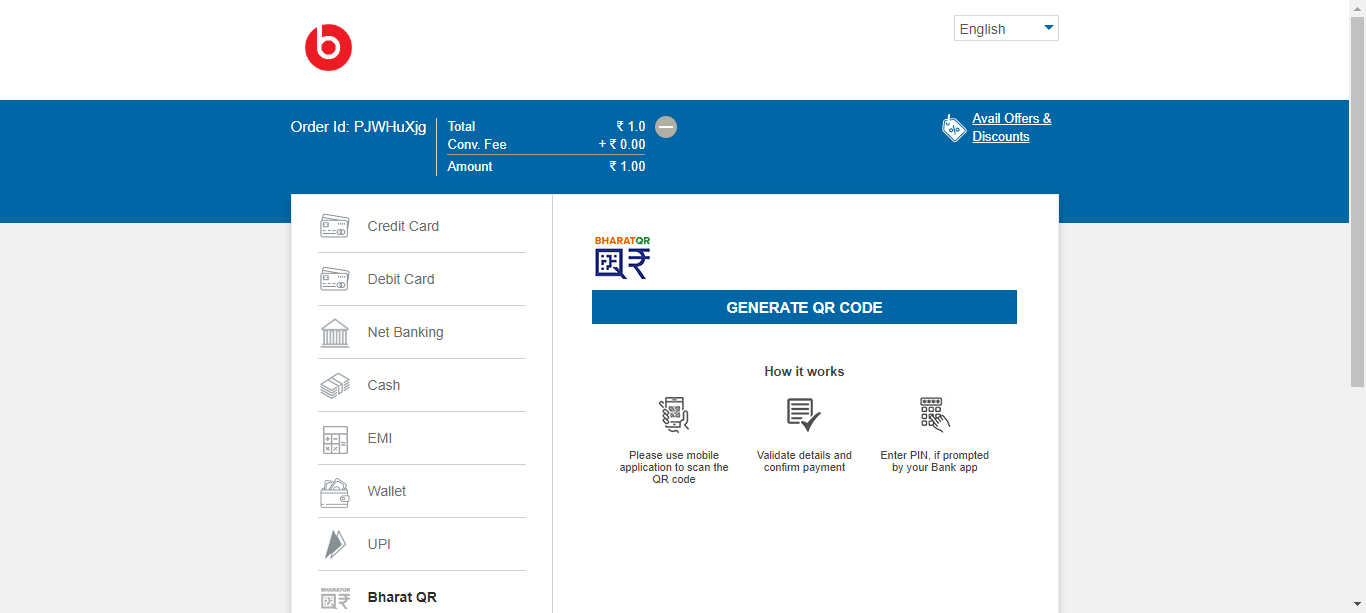 b
English
Order Id: PJWHuXjg
Total ₹ 1.0
Conv. Fee + ₹ 0.00
Amount ₹ 1.00
Avail Offers &
Discounts
Credit Card
Debit Card
Net Banking
Cash
EMI
Wallet
UPI
BHARATQR
Bharat QR
BHARATQR
GENERATE QR CODE
How it works
Please use mobile
application to scan the
QR code
Validate details and
confirm payment
Enter PIN, if prompted
by your Bank app